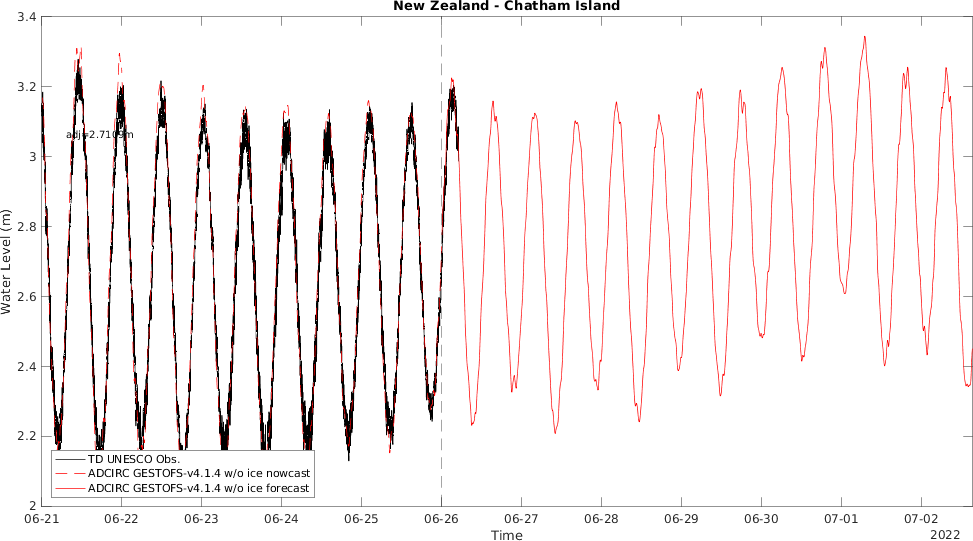 New Zealand - Chatham Island
3.4
3.2
3
2.8
2.6
2.4
2.2
2
Water Level (m)
adj=2.7109m
TD UNESCO Obs.
ADCIRC GESTOFS-v4.1.4 w/o ice nowcast
ADCIRC GESTOFS-v4.1.4 w/o ice forecast
06-21 06-22 06-23 06-24 06-25 06-26 06-27 06-28 06-29 06-30 07-01 07-02
Time
2022